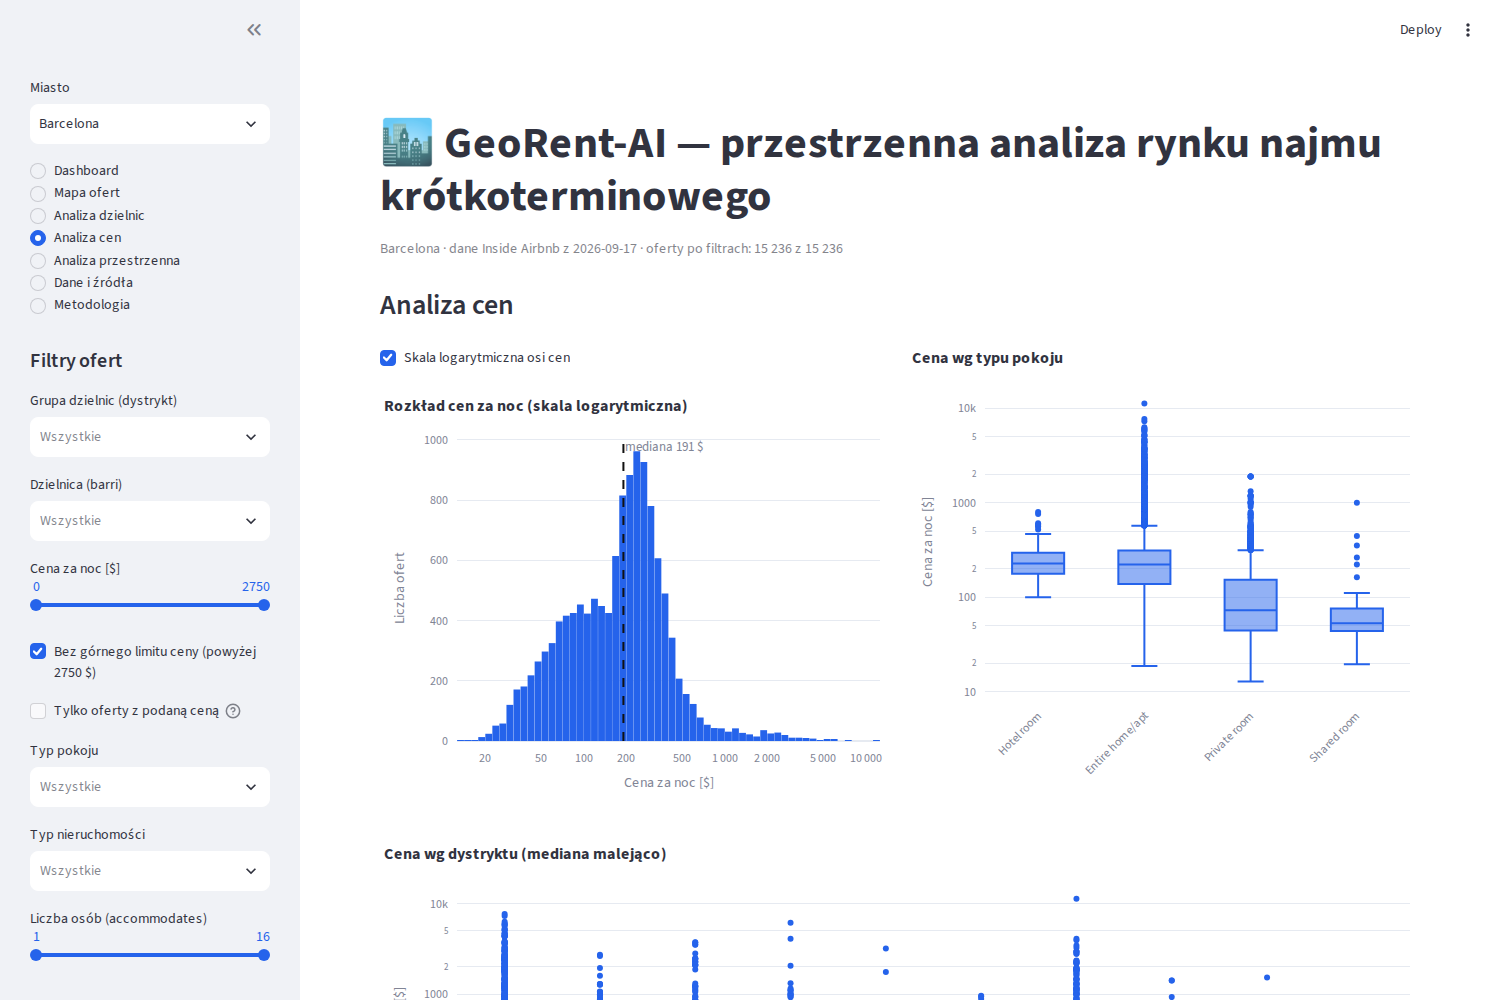 Deploy
Miasto
Barcelona
Dashboard
Mapa ofert
Analiza dzielnic
Analiza cen
Analiza przestrzenna
Dane i źródła
Metodologia
Filtry ofert
Grupa dzielnic (dystrykt)
Wszystkie
Dzielnica (barri)
Wszystkie
Cena za noc [$]
0 2750
Bez górnego limitu ceny (powyżej
2750 $)
Tylko oferty z podaną ceną
Typ pokoju
Wszystkie
Typ nieruchomości
Wszystkie
Liczba osób (accommodates)
1 16
GeoRent-AI — przestrzenna analiza rynku najmu
krótkoterminowego
Barcelona · dane Inside Airbnb z 2026-09-17 · oferty po filtrach: 15 236 z 15 236
Analiza cen
Skala logarytmiczna osi cen
Rozkład cen za noc (skala logarytmiczna)
mediana 191 $
1000
800
600
400
200
0
Liczba ofert
20 50 100 200 500 1 000 2 000 5 000 10 000
Cena za noc [$]
Cena wg typu pokoju
10k
5
2
1000
5
2
100
5
2
10
Cena za noc [$]
Hotel room
Entire home/apt
Private room
Shared room
Cena wg dystryktu (mediana malejąco)
10k
5
2
1000
[$]